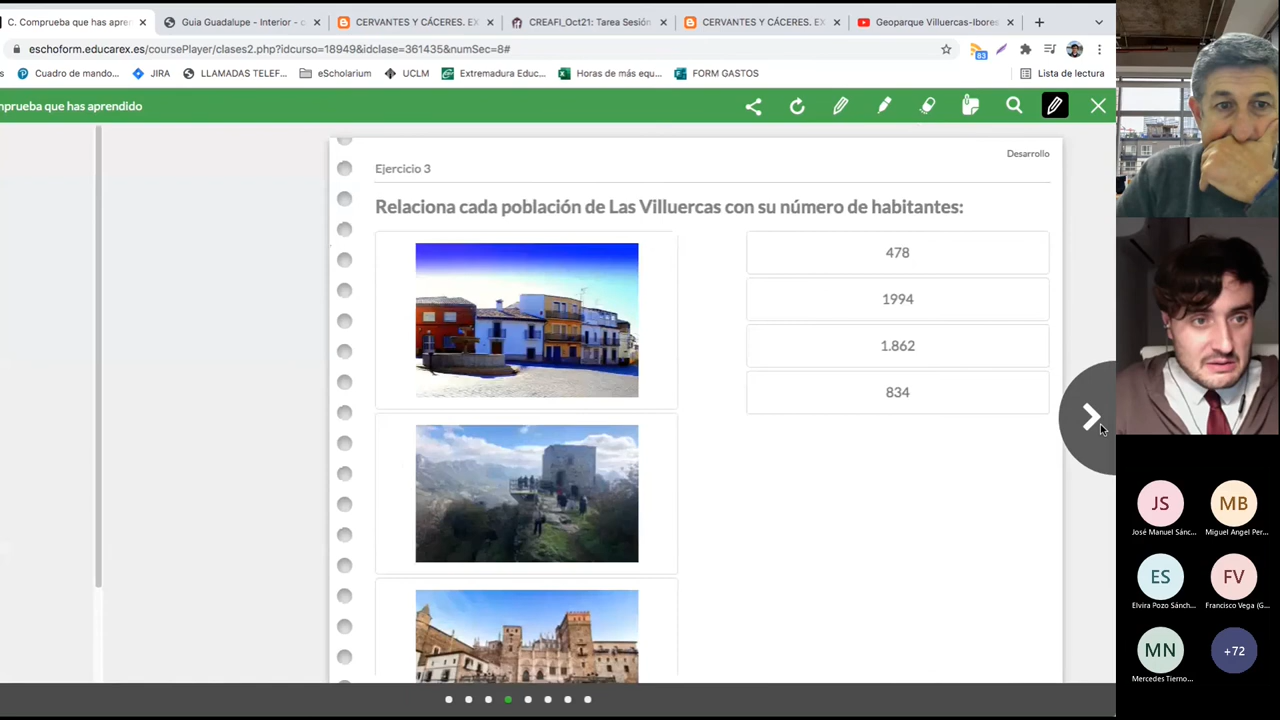 C. Comprueba que has apren
Guia Guadalupe - Interior - c
CERVANTES Y CÁCERES. EX
CREAFI_Oct21: Tarea Sesión
CERVANTES Y CÁCERES. EX
Geoparque Villuercas-Ibores
eschoform.educarex.es/coursePlayer/clases2.php?idcurso=18949&idclase=361435&numSec=8#
83
s
Cuadro de mando...
JIRA
LLAMADAS TELEF...
eScholarium
UCLM
Extremadura Educ...
Horas de más equ...
FORM GASTOS
Lista de lectura
mprueba que has aprendido
Desarrollo
Ejercicio 3
Relaciona cada población de Las Villuercas con su número de habitantes:
478
1994
1.862
834
JS
MB
José Manuel Sánc...
Miguel Angel Per...
ES
FV
Elvira Pozo Sánch...
Francisco Vega (G...
MN
+72
Mercedes Tierno...